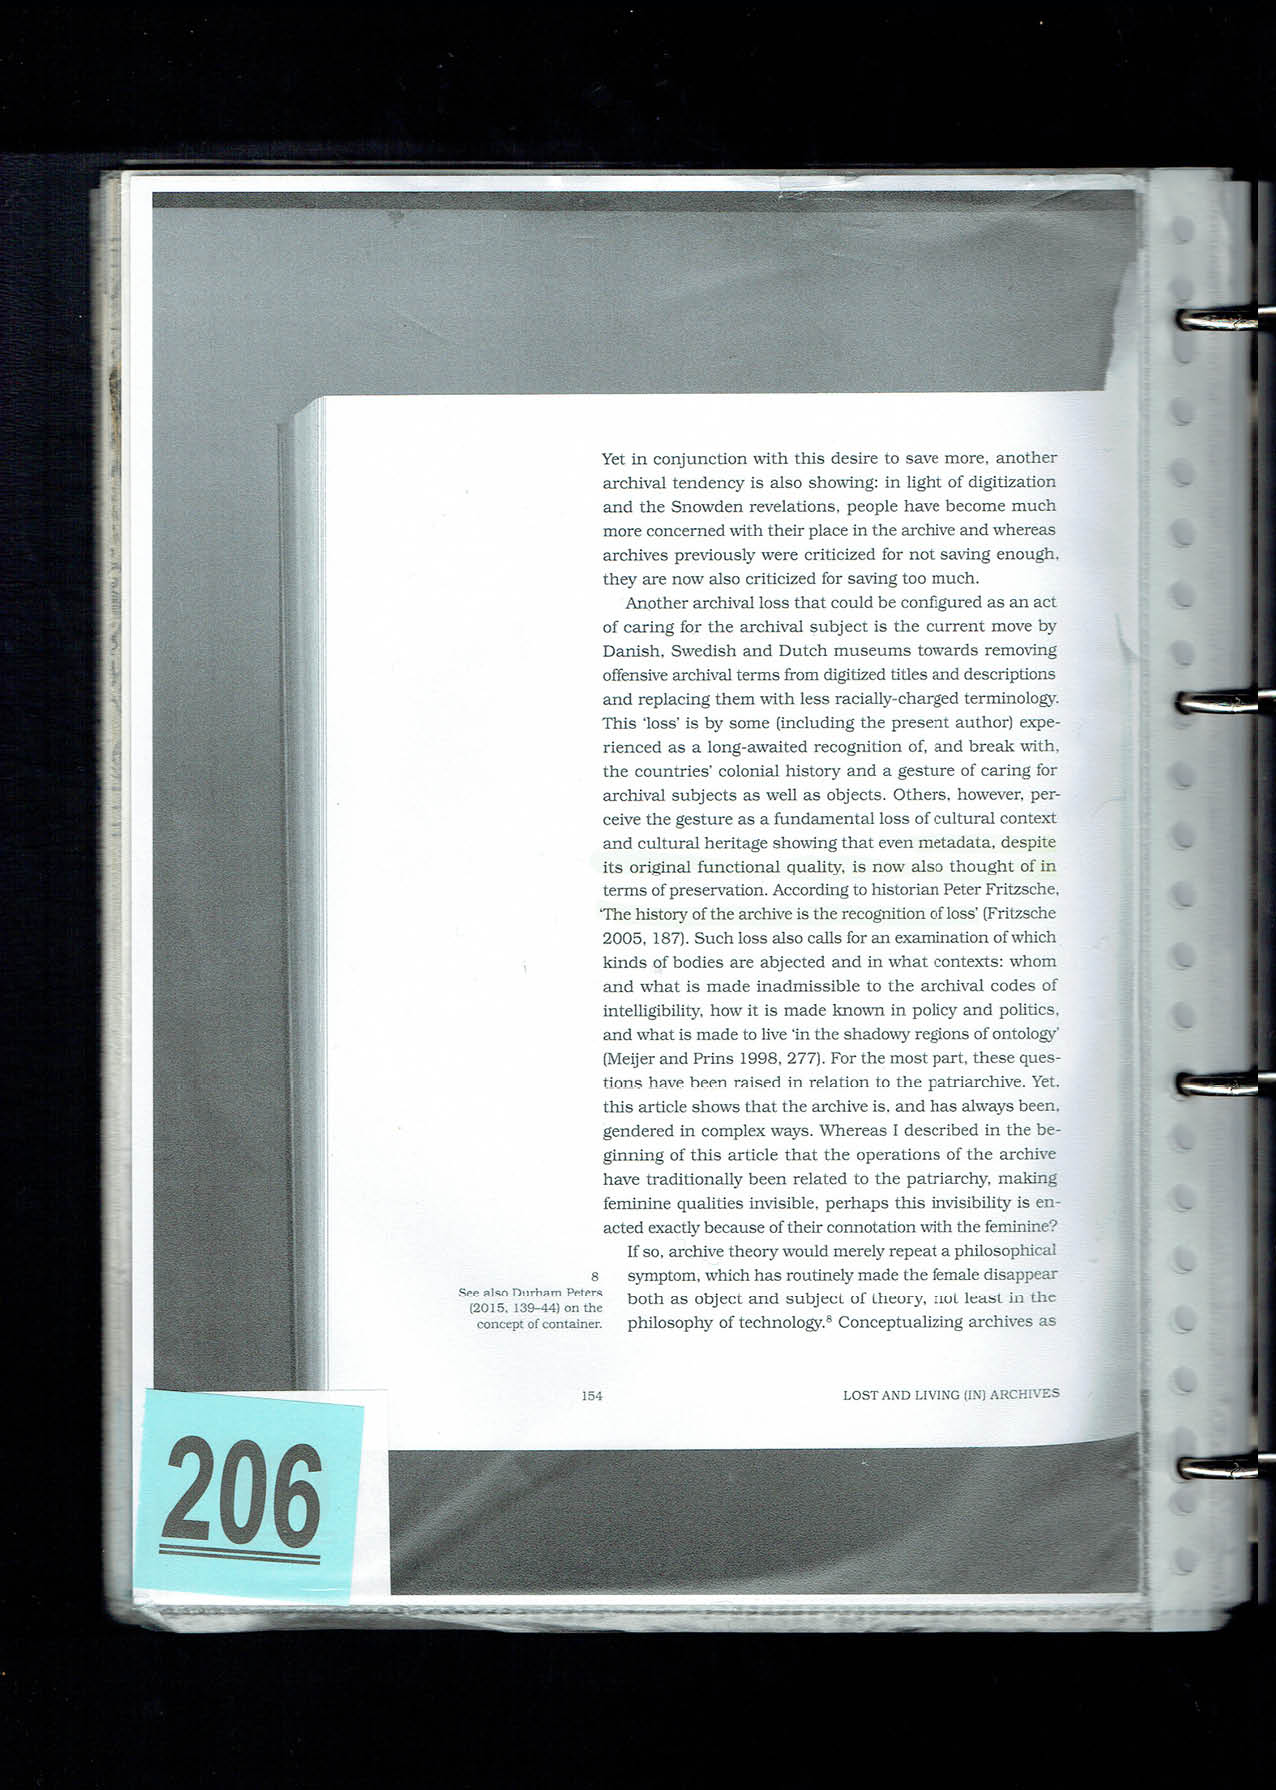 Yet in conjunction with this desire to save more, another
archival tendency is also showing: in light of digitization
and the Snowden revelations, people have become much
more concerned with their place in the archive and whereas
archives previously were criticized for not saving enough,
they are now also criticized for saving too much.
Another archival loss that could be configured as an act
of caring for the archival subject is the current move by
Danish, Swedish and Dutch museums towards removing
offensive archival terms from digitized titles and descriptions
and replacing them with less racially-charged terminology.
This ‘loss’ is by some (including the present author) expe-
rienced as a long-awaited recognition of, and break with,
the countries’ colonial history and a gesture of caring for
archival subjects as well as objects. Others, however, per-
ceive the gesture as a fundamental loss of cultural context
and cultural heritage showing that even metadata, despite
its original functional quality, is now also thought of in
terms of preservation. According to historian Peter Fritzsche,
‘The history of the archive is the recognition of loss’ (Fritzsche
2005, 187). Such loss also calls for an examination of which
kinds of bodies are abjected and in what contexts: whom
and what is made inadmissible to the archival codes of
intelligibility, how it is made known in policy and politics,
and what is made to live ‘in the shadowy regions of ontology’
(Meijer and Prins 1998, 277). For the most part, these ques-
tions have been raised in relation to the patriarchive. Yet,
this article shows that the archive is, and has always been,
gendered in complex ways. Whereas I described in the be-
ginning of this article that the operations of the archive
have traditionally been related to the patriarchy, making
feminine qualities invisible, perhaps this invisibility is en-
acted exactly because of their connotation with the feminine?
If so, archive theory would merely repeat a philosophical
symptom, which has routinely made the female disappear
both as object and subject of theory, not least in the
philosophy of technology.⁸ Conceptualizing archives as
8
See also Durham Peters
(2015, 139–44) on the
concept of container.
154
LOST AND LIVING (IN) ARCHIVES
206